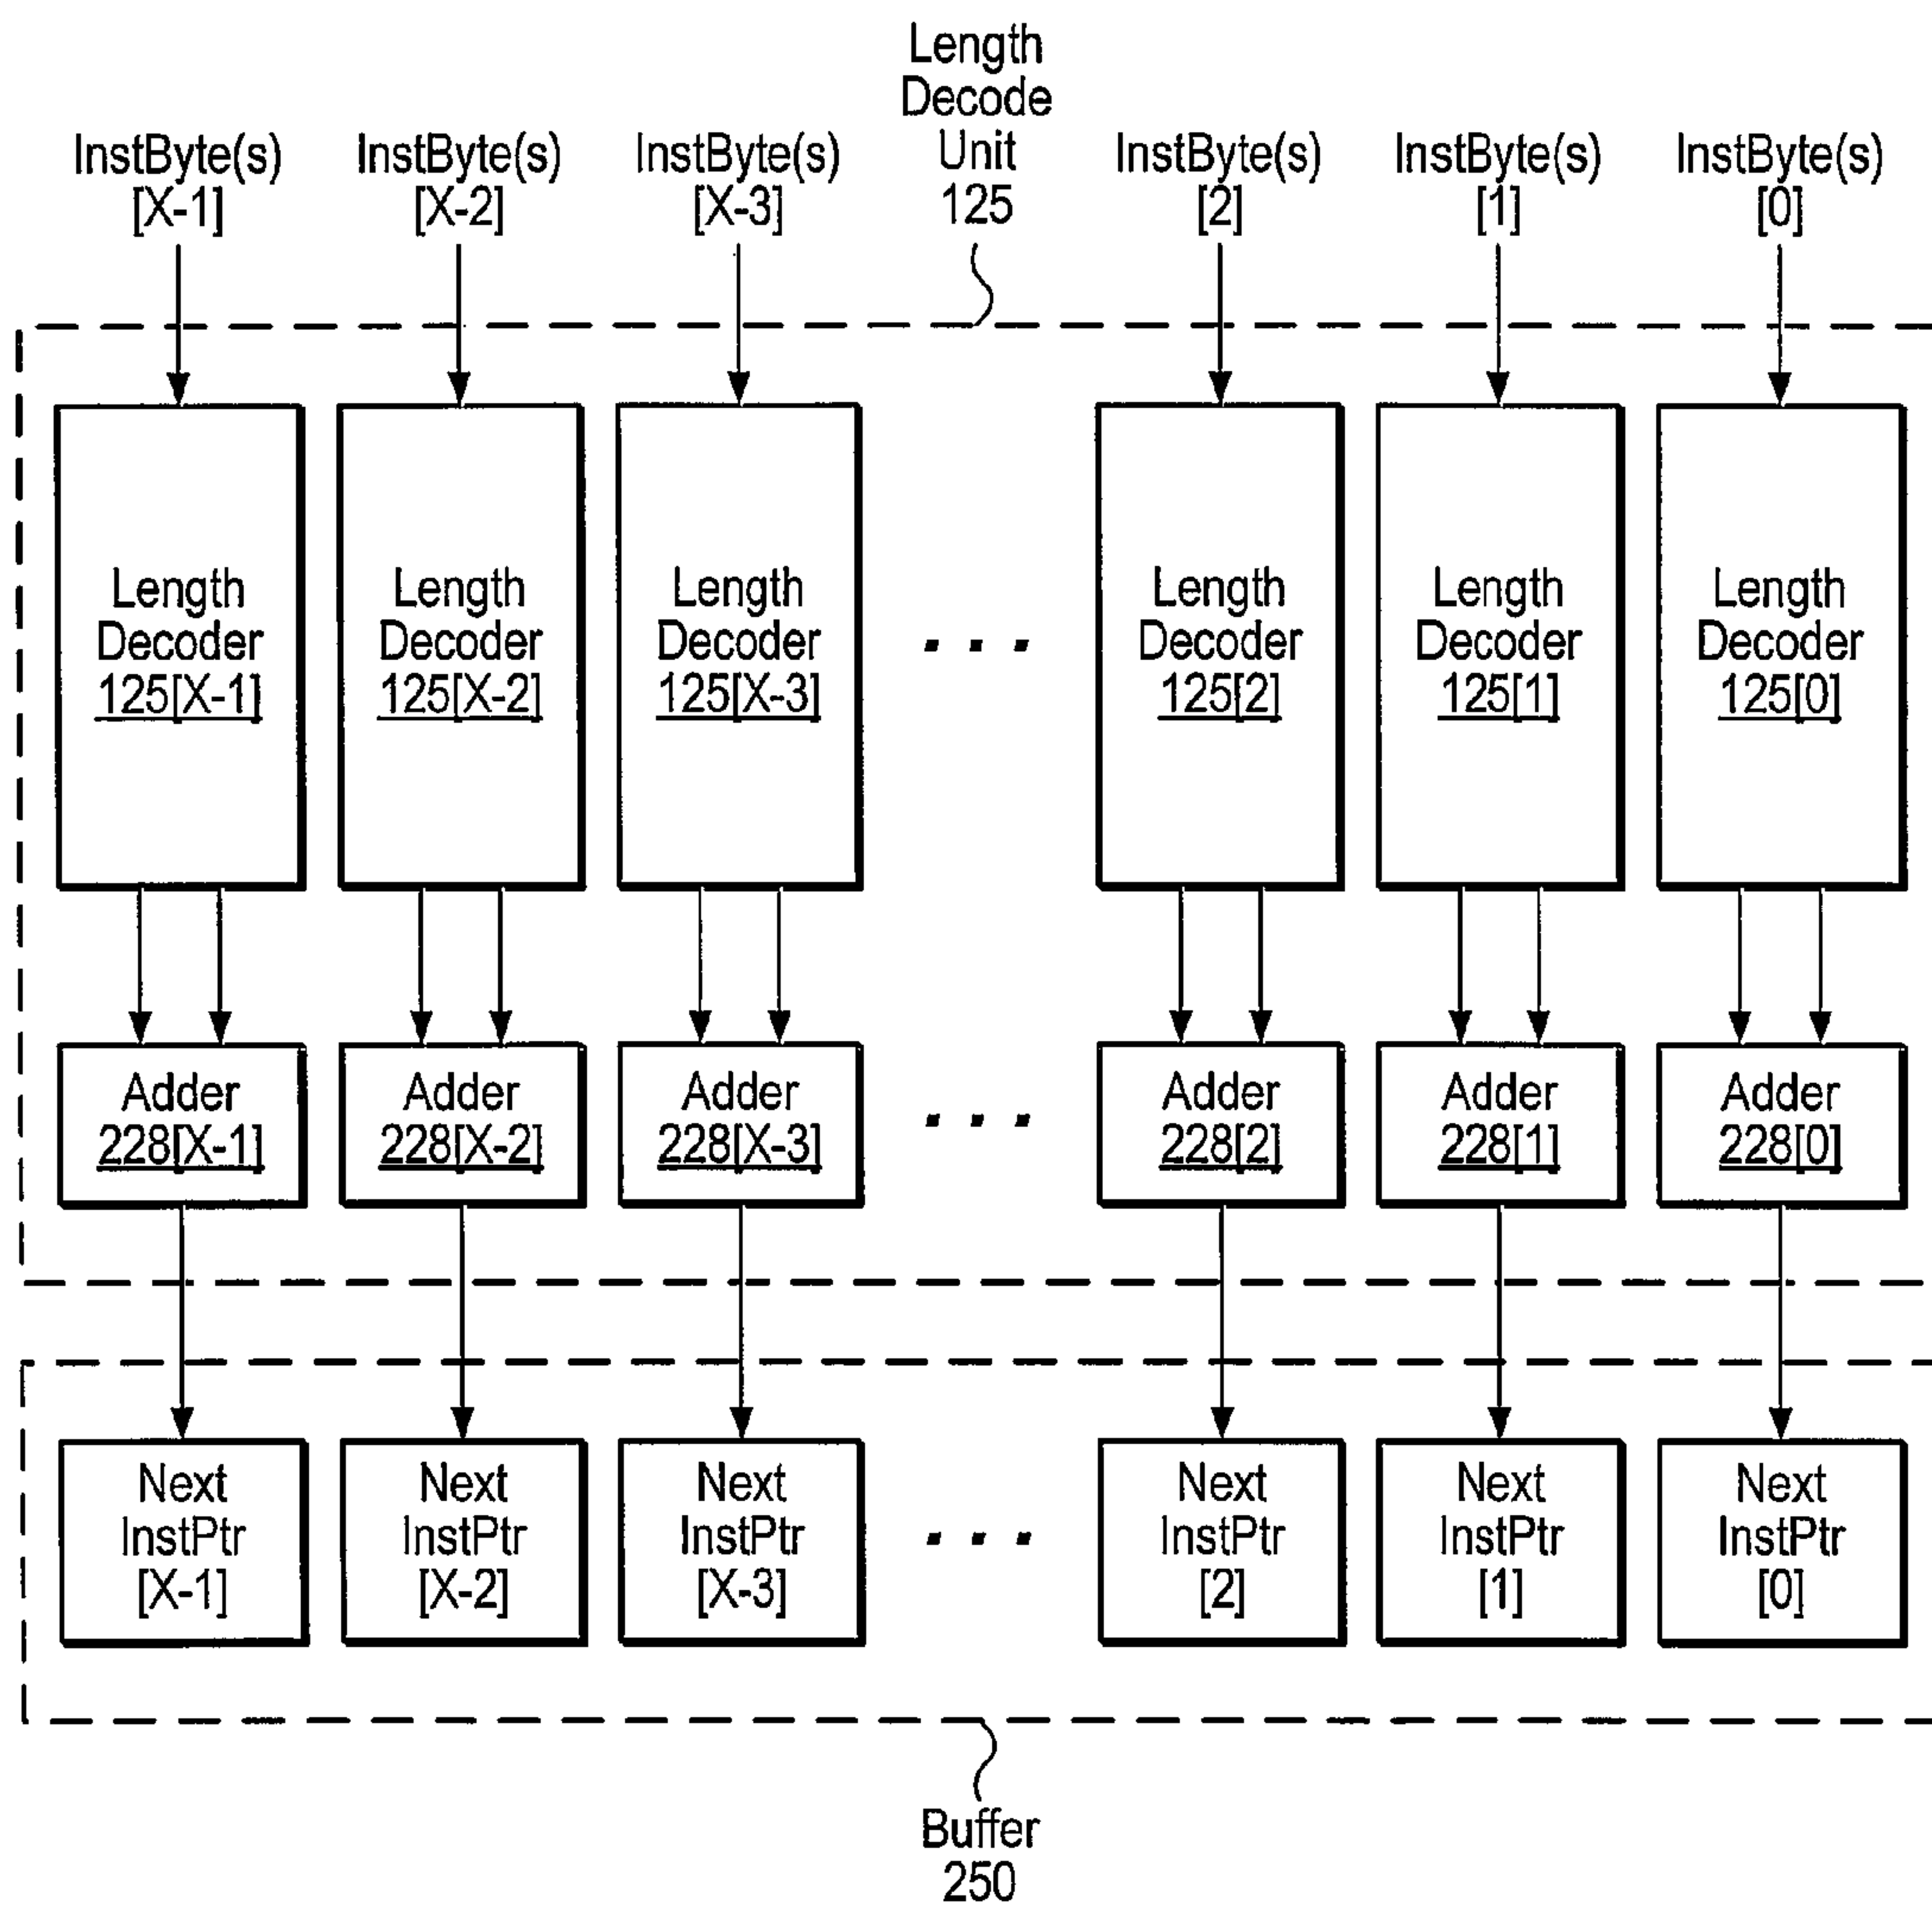 Length
Decode
Unit
125
InstByte(s)
[X-1]
InstByte(s)
[X-2]
InstByte(s)
[X-3]
InstByte(s)
[2]
InstByte(s)
[1]
InstByte(s)
[0]
Length
Decoder
125[X-1]
Length
Decoder
125[X-2]
Length
Decoder
125[X-3]
. . .
Length
Decoder
125[2]
Length
Decoder
125[1]
Length
Decoder
125[0]
Adder
228[X-1]
Adder
228[X-2]
Adder
228[X-3]
. . .
Adder
228[2]
Adder
228[1]
Adder
228[0]
Next
InstPtr
[X-1]
Next
InstPtr
[X-2]
Next
InstPtr
[X-3]
. . .
Next
InstPtr
[2]
Next
InstPtr
[1]
Next
InstPtr
[0]
Buffer
250